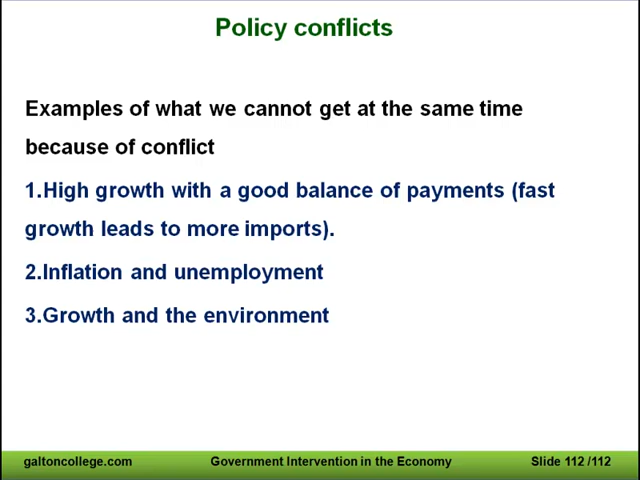 Policy conflicts
Examples of what we cannot get at the same time
because of conflict
1.High growth with a good balance of payments (fast
growth leads to more imports).
2.Inflation and unemployment
3.Growth and the environment
galtoncollege.com Government Intervention in the Economy Slide 112 /112